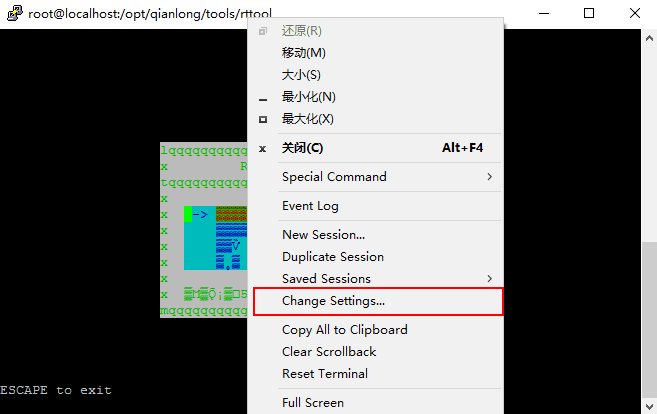 root@localhost:/opt/qianlong/tools/rttool
还原(R)
移动(M)
大小(S)
最小化(N)
最大化(X)
关闭(C) Alt+F4
Special Command
Event Log
New Session...
Duplicate Session
Saved Sessions
Change Settings...
Copy All to Clipboard
Clear Scrollback
Reset Terminal
Full Screen
lqqqqqqqqqq
x R
tqqqqqqqqqq
x
x ->
x
x
x
x
mqqqqqqqqqq
ESCAPE to exit